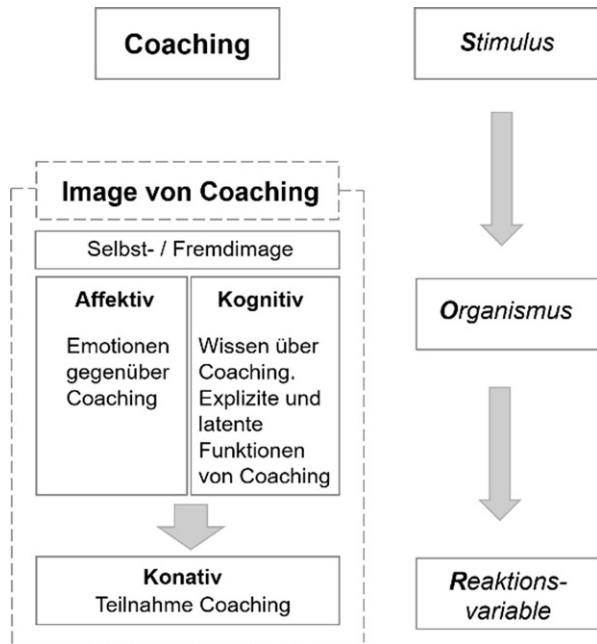 Coaching
Stimulus
Image von Coaching
Selbst- / Fremdimage
Affektiv
Emotionen
gegenüber
Coaching
Kognitiv
Wissen über
Coaching.
Explizite und
latente
Funktionen
von Coaching
Organismus
Konativ
Teilnahme Coaching
Reaktions-
variable